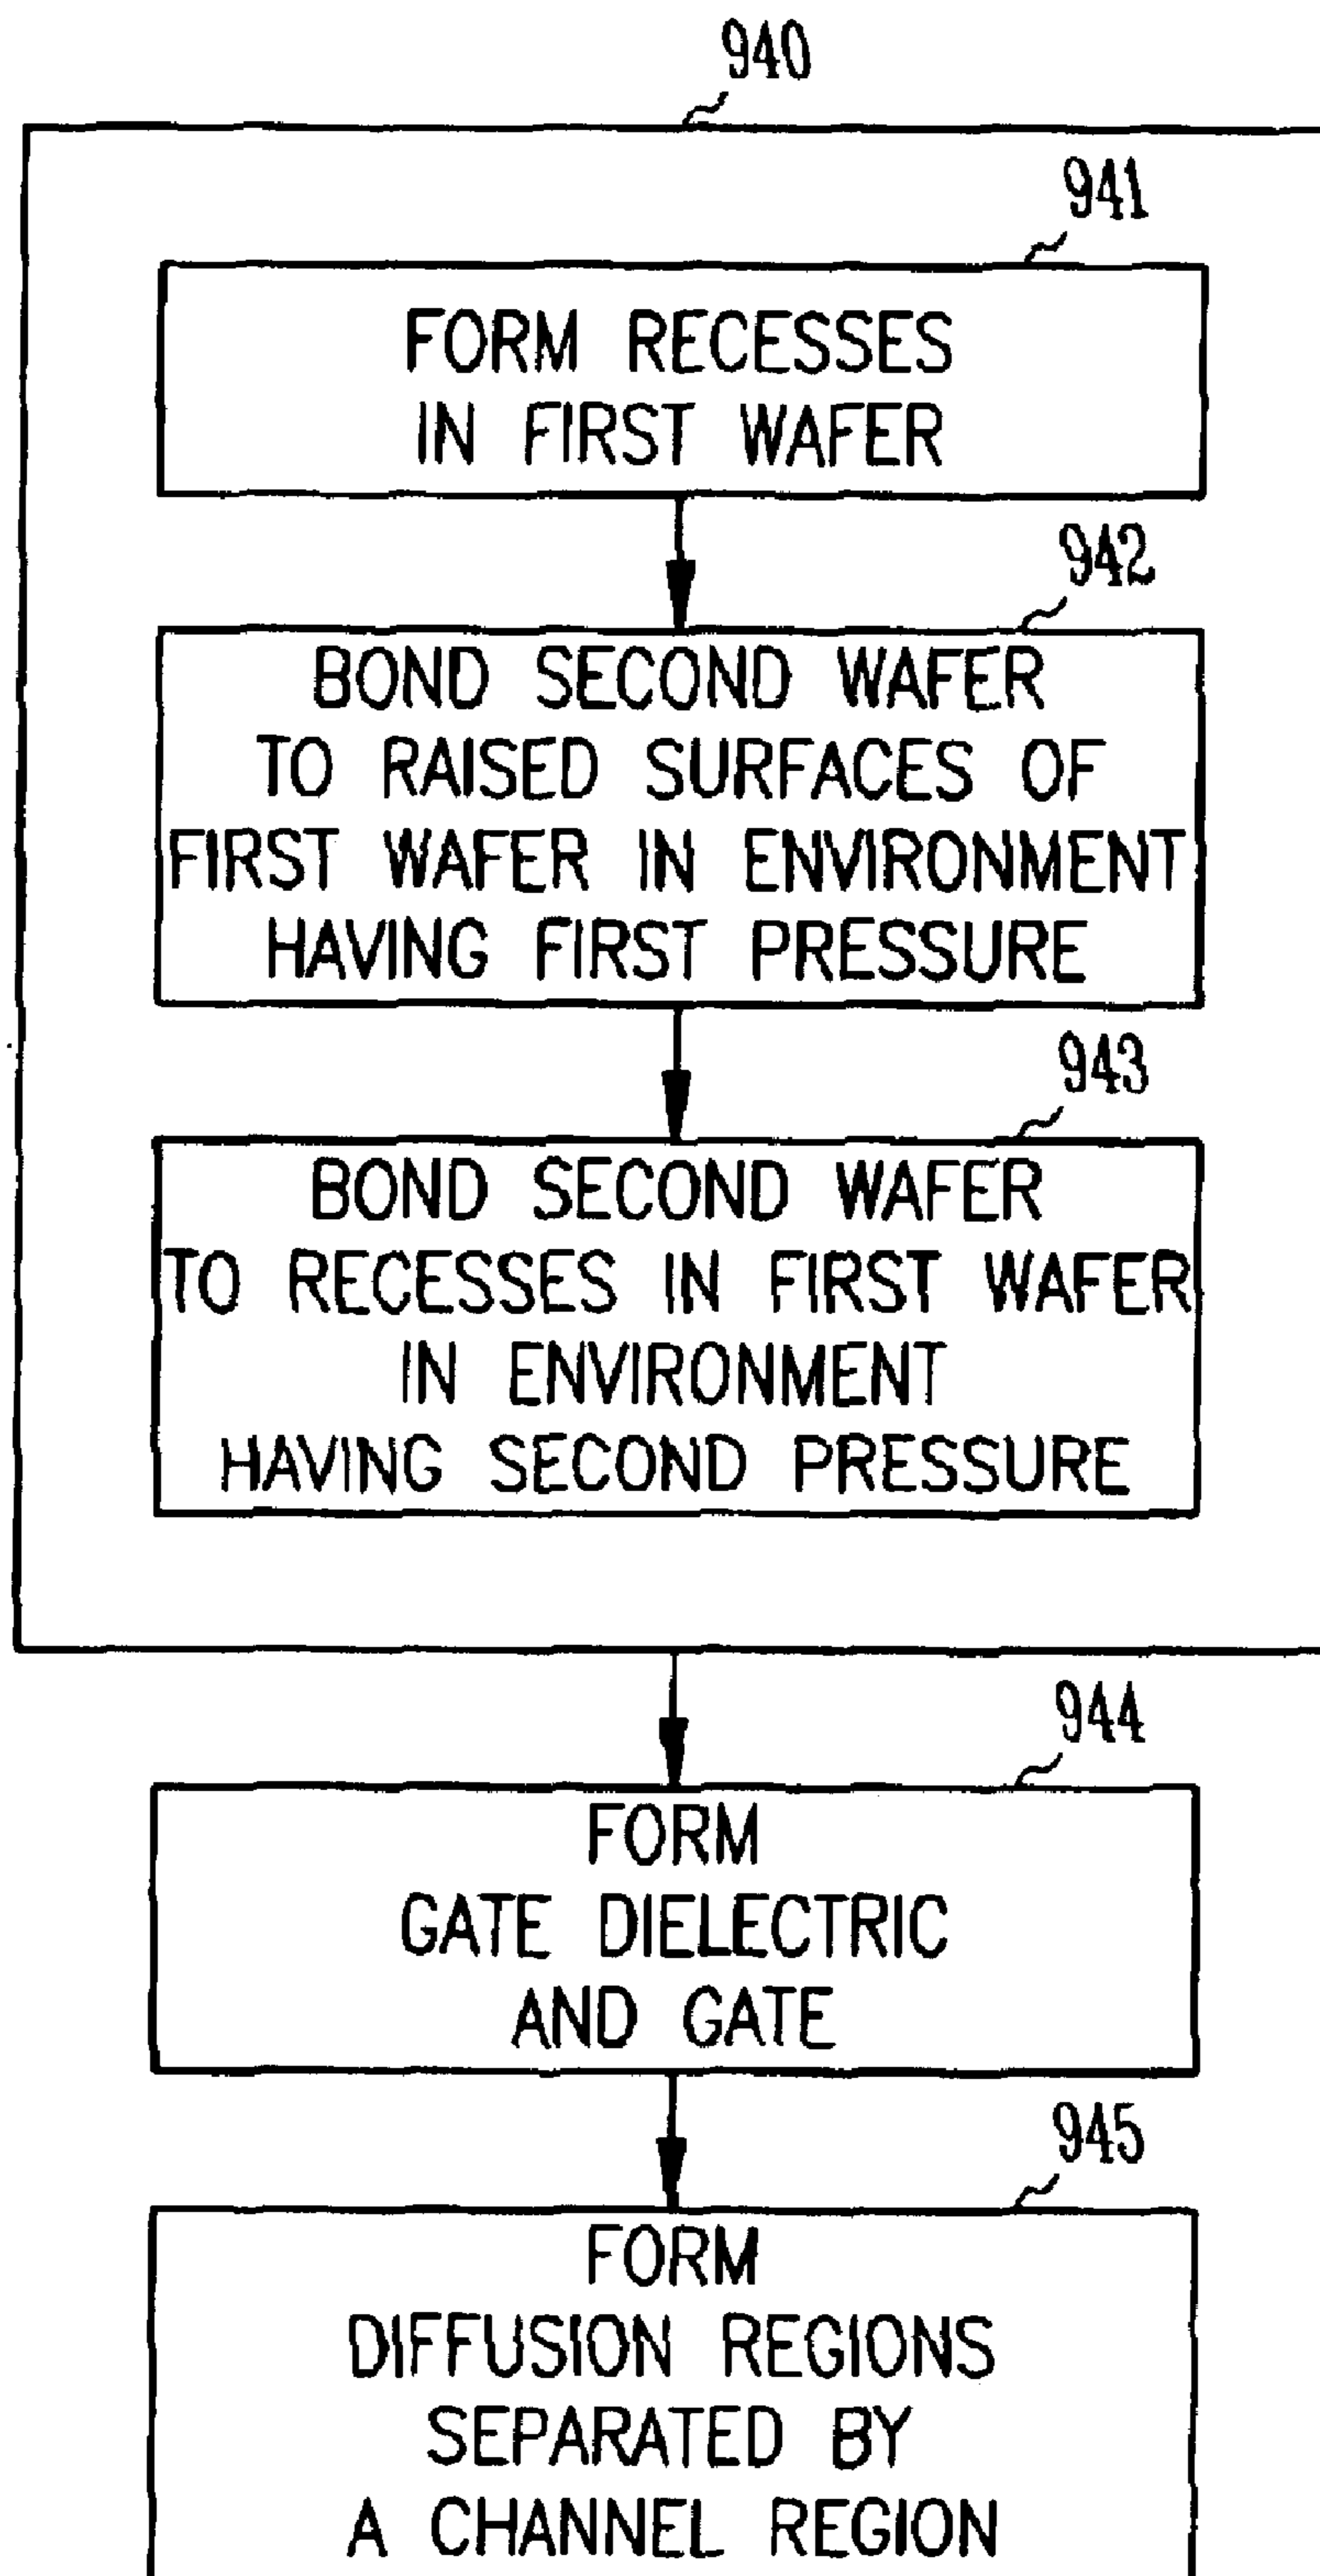 940
941
FORM RECESSES
IN FIRST WAFER
942
BOND SECOND WAFER
TO RAISED SURFACES OF
FIRST WAFER IN ENVIRONMENT
HAVING FIRST PRESSURE
943
BOND SECOND WAFER
TO RECESSES IN FIRST WAFER
IN ENVIRONMENT
HAVING SECOND PRESSURE
944
FORM
GATE DIELECTRIC
AND GATE
945
FORM
DIFFUSION REGIONS
SEPARATED BY
A CHANNEL REGION